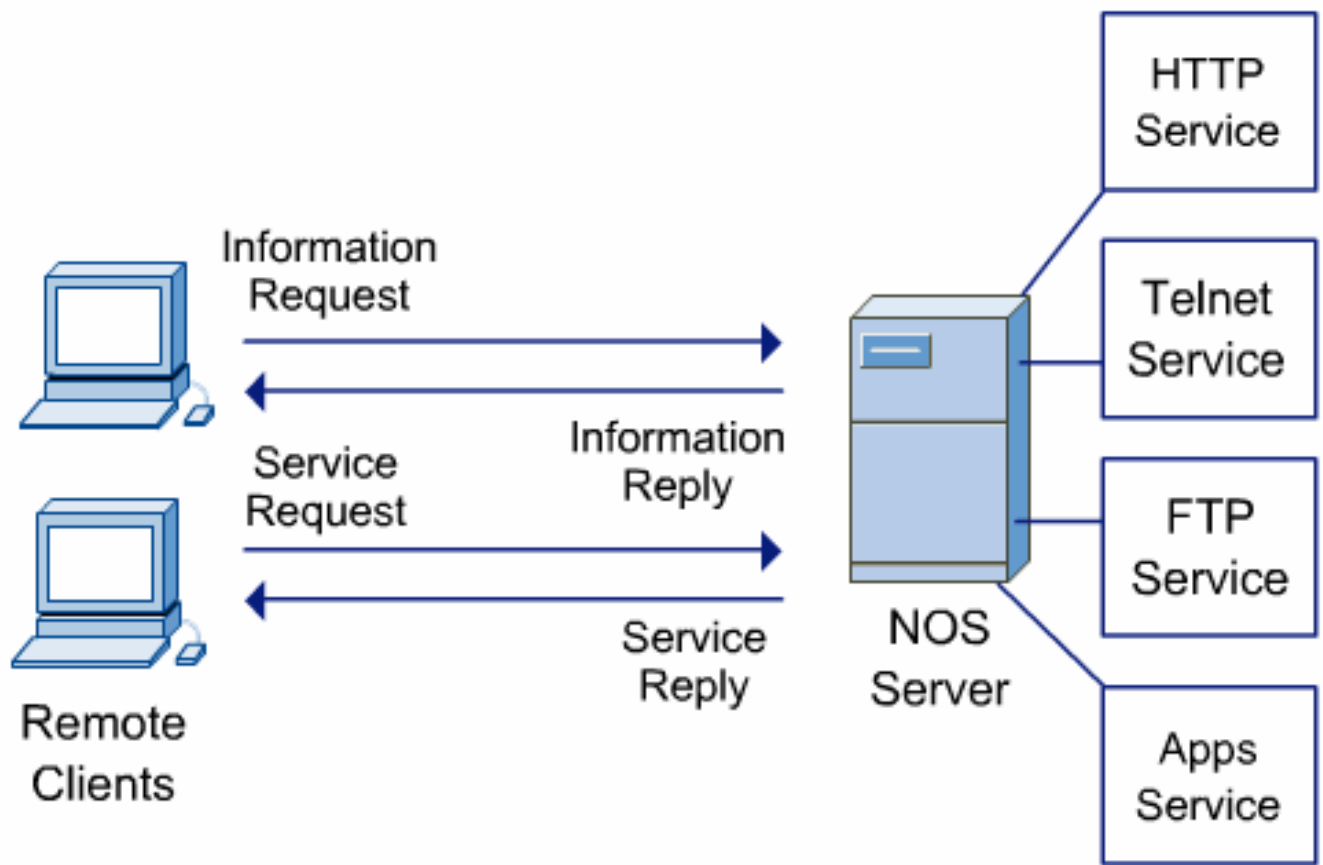 Information
Request
Information
Reply
Service
Request
Service
Reply
Remote
Clients
NOS
Server
HTTP
Service
Telnet
Service
FTP
Service
Apps
Service